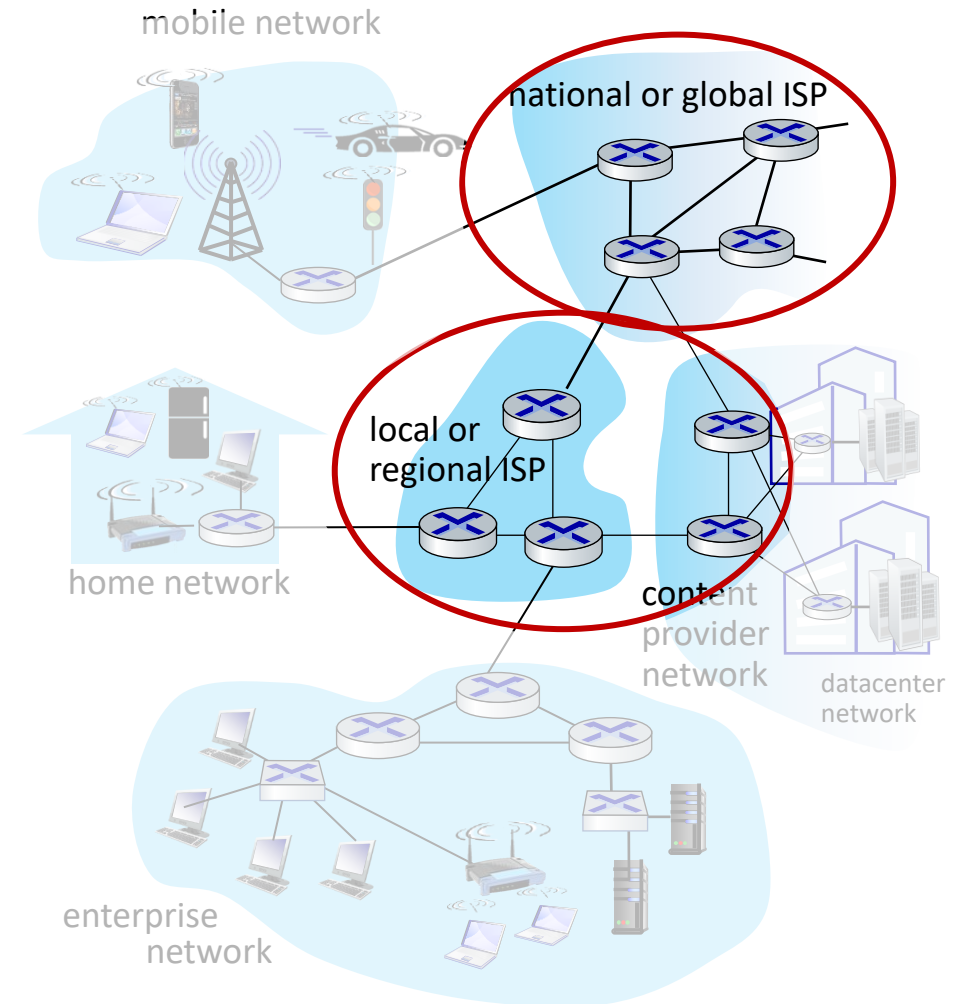 mobile network
national or global ISP
local or
regional ISP
home network
content
provider
network
datacenter
network
enterprise
network